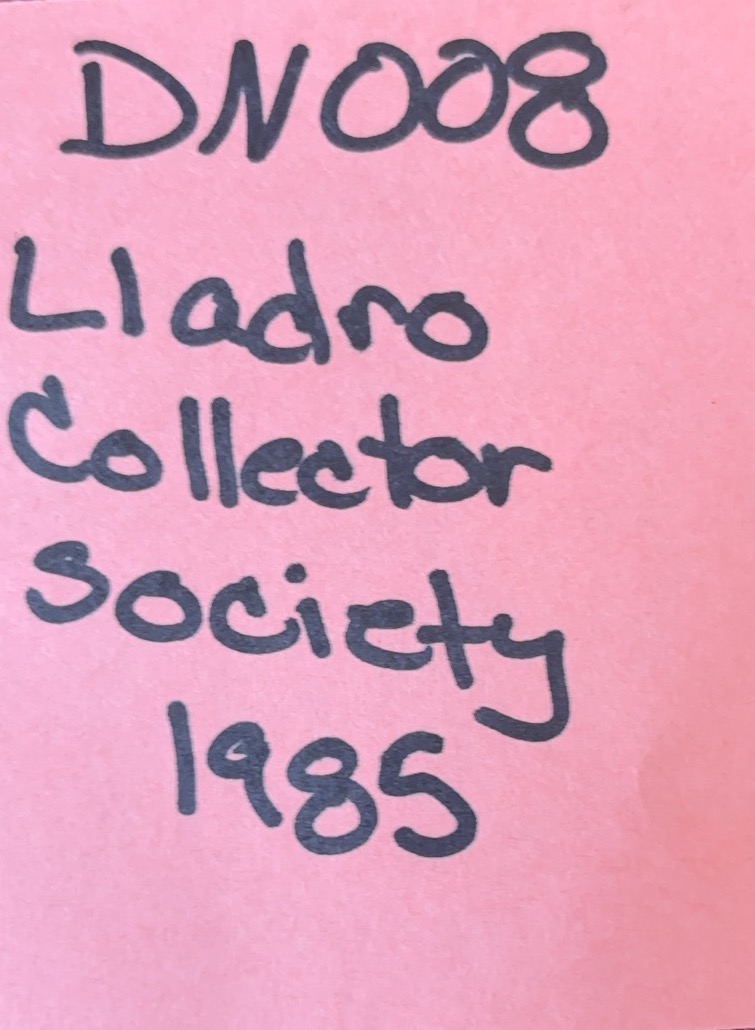 DN008
Lladro
Collector
Society
1985